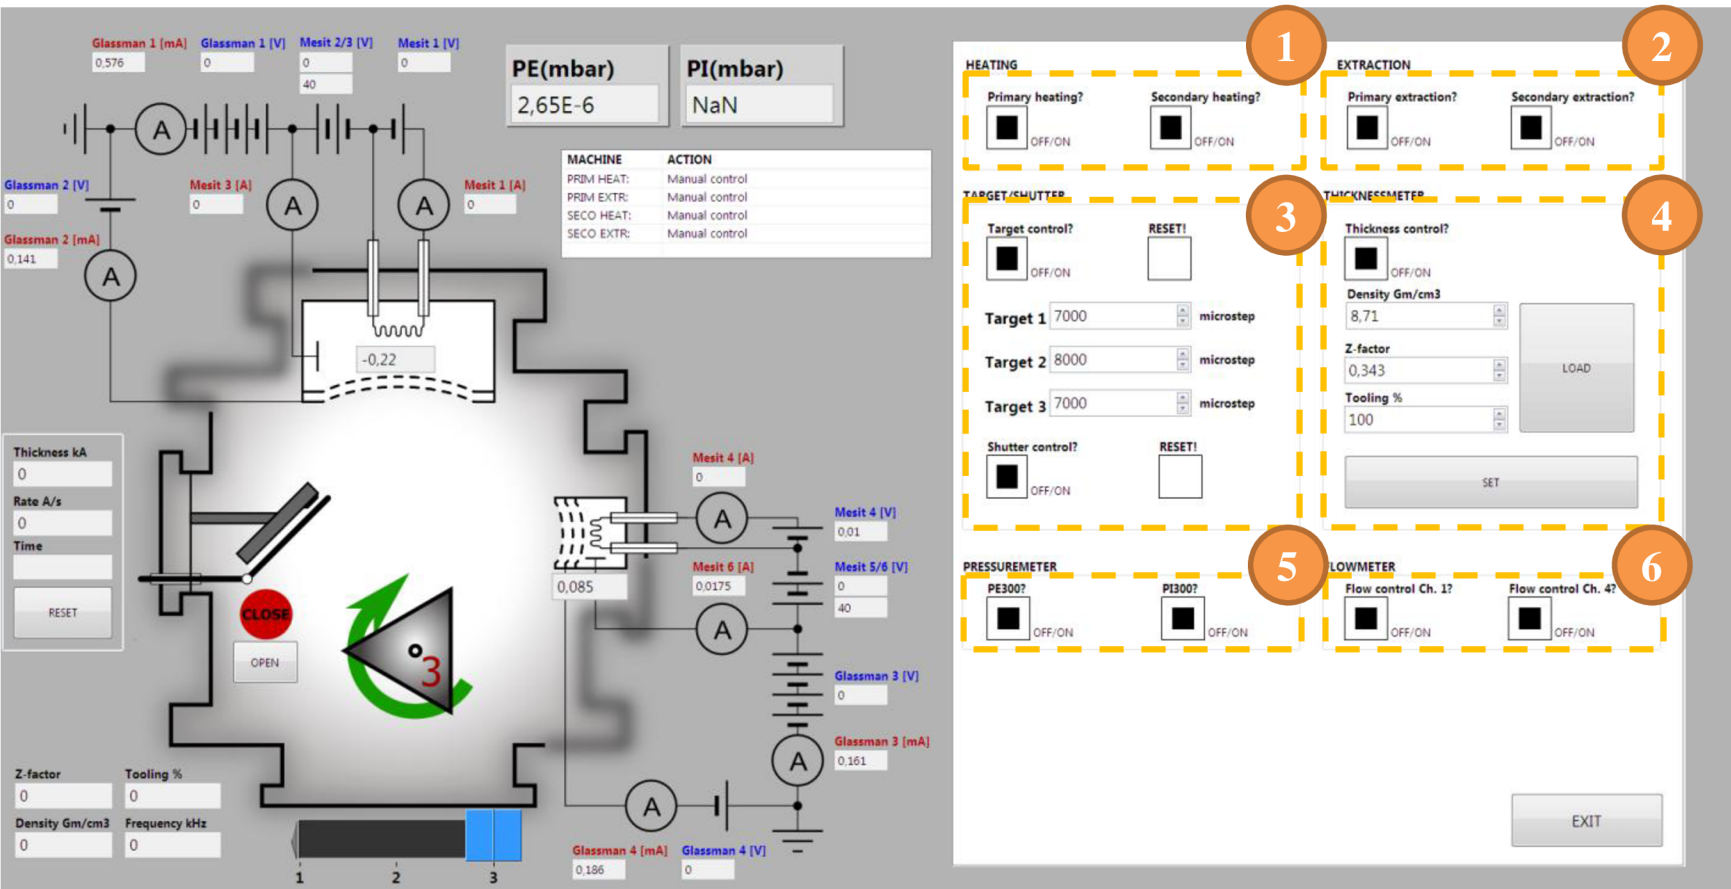 Glassman 1 [mA]
0,576
Glassman 1 [V]
0
Mesit 2/3 [V]
0
40
Mesit 1 [V]
0
PE(mbar)
2,65E-6
PI(mbar)
NaN
A
Glassman 2 [V]
0
Mesit 3 [A]
0
A
A
Mesit 1 [A]
0
Glassman 2 [mA]
0,141
A
MACHINE ACTION
PRIM HEAT: Manual control
PRIM EXTR: Manual control
SECO HEAT: Manual control
SECO EXTR: Manual control
-0,22
Thickness kA
0
Rate A/s
0
Time
RESET
CLOSE
OPEN
3
Mesit 4 [A]
0
A
Mesit 4 [V]
0,01
0,085
Mesit 6 [A]
0,0175
A
Mesit 5/6 [V]
0
40
Glassman 3 [V]
0
Glassman 3 [mA]
0,161
A
A
Glassman 4 [mA]
0,186
Glassman 4 [V]
0
Z-factor
0
Tooling %
0
Density Gm/cm3
0
Frequency kHz
0
1 2 3
HEATING
1
Primary heating?
OFF/ON
Secondary heating?
OFF/ON
EXTRACTION
2
Primary extraction?
OFF/ON
Secondary extraction?
OFF/ON
TARGET/SHUTTER
3
Target control?
OFF/ON
RESET!
Target 1 7000 microstep
Target 2 8000 microstep
Target 3 7000 microstep
Shutter control?
OFF/ON
RESET!
THICKNESSMETER
4
Thickness control?
OFF/ON
Density Gm/cm3
8,71
Z-factor
0,343
Tooling %
100
LOAD
SET
PRESSUREMETER
5
PE300?
OFF/ON
PI300?
OFF/ON
LOWMETER
6
Flow control Ch. 1?
OFF/ON
Flow control Ch. 4?
OFF/ON
EXIT